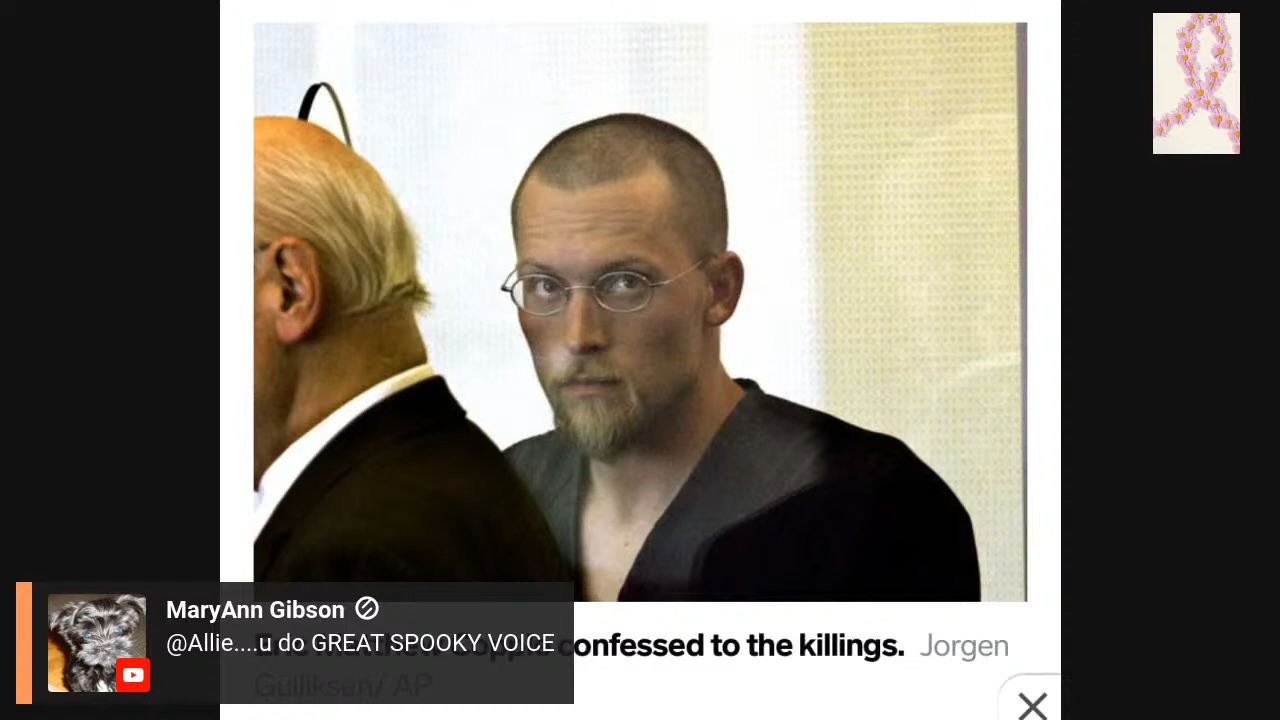 MaryAnn Gibson
@Allie....u do GREAT SPOOKY VOICE
confessed to the killings. Jorgen
Gulliksen/ AP